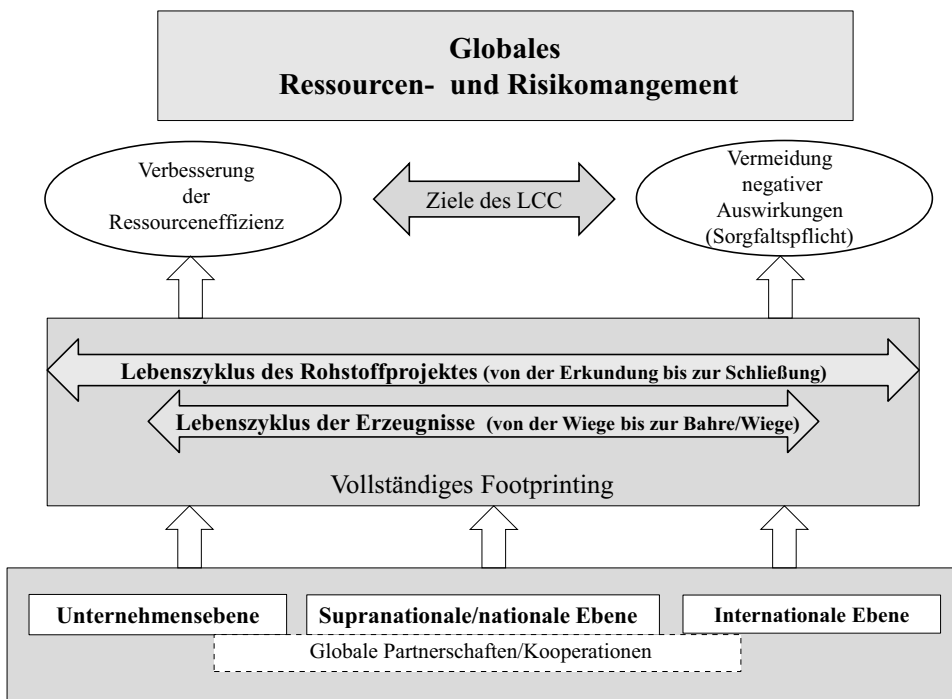 Globales
Ressourcen- und Risikomangement
Verbesserung
der
Ressourceneffizienz
Ziele des LCC
Vermeidung
negativer
Auswirkungen
(Sorgfaltspflicht)
Lebenszyklus des Rohstoffprojektes (von der Erkundung bis zur Schließung)
Lebenszyklus der Erzeugnisse (von der Wiege bis zur Bahre/Wiege)
Vollständiges Footprinting
Unternehmensebene
Supranationale/nationale Ebene
Internationale Ebene
Globale Partnerschaften/Kooperationen